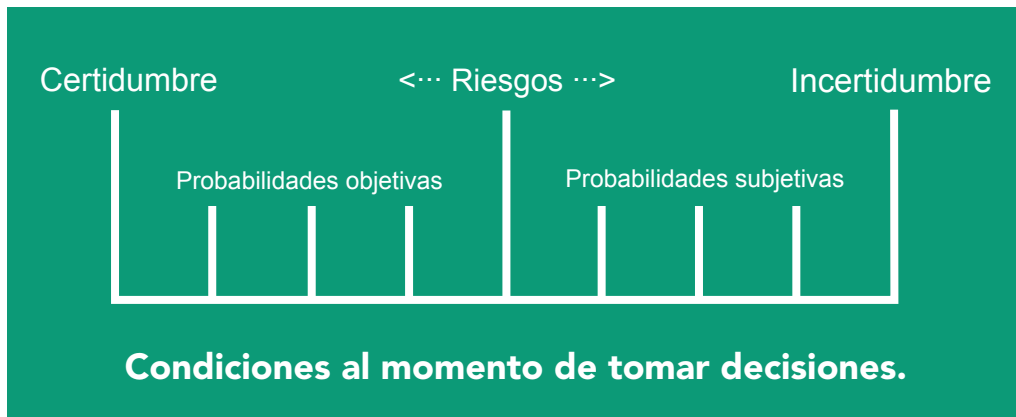 Certidumbre <··· Riesgos ···> Incertidumbre
Probabilidades objetivas Probabilidades subjetivas
Condiciones al momento de tomar decisiones.